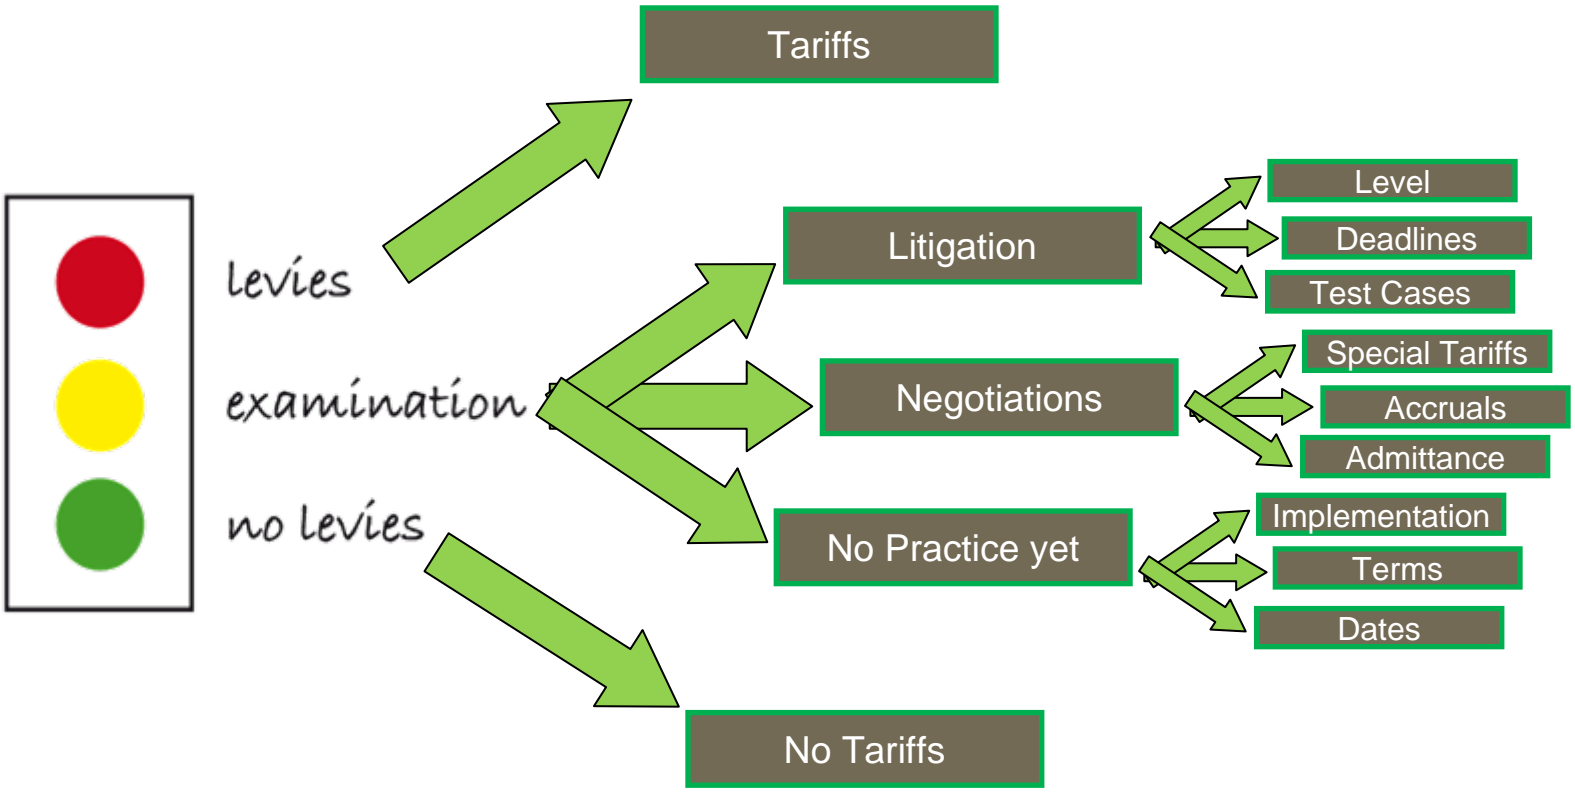 Tariffs
levies
examination
no levies
Litigation
Level
Deadlines
Test Cases
Negotiations
Special Tariffs
Accruals
Admittance
No Practice yet
Implementation
Terms
Dates
No Tariffs